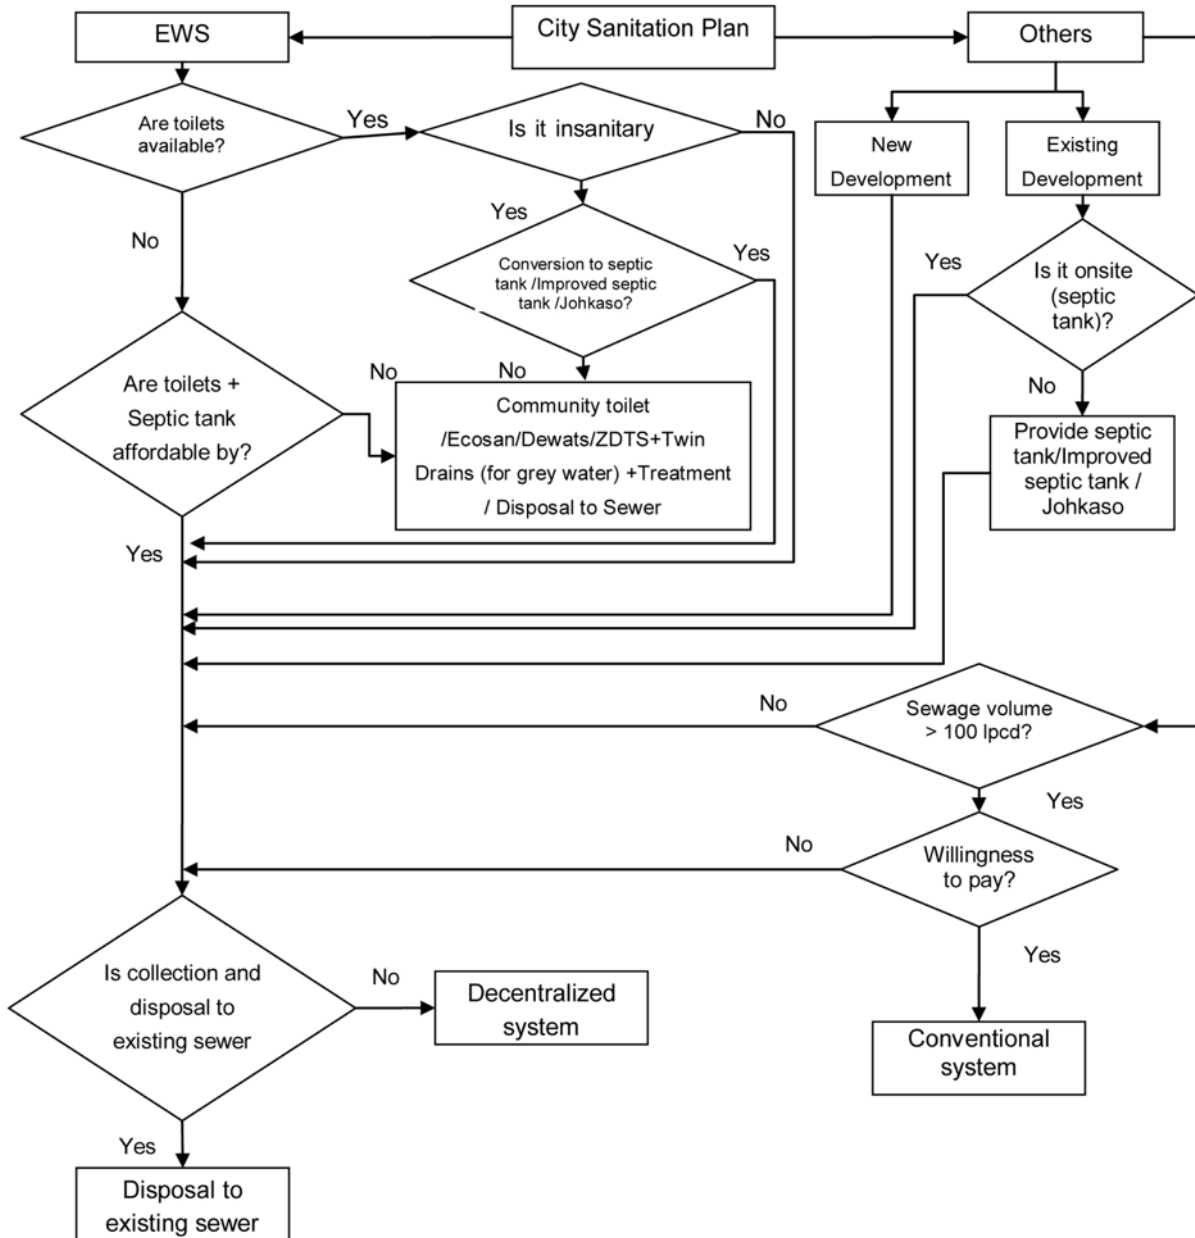 EWS
City Sanitation Plan
Others
Are toilets
available?
Yes
Is it insanitary
No
New
Development
Existing
Development
No
Yes
Conversion to septic
tank /Improved septic
tank /Johkaso?
Yes
Yes
Is it onsite
(septic
tank)?
Are toilets +
Septic tank
affordable by?
No
No
Community toilet
/Ecosan/Dewats/ZDTS+Twin
Drains (for grey water) +Treatment
/ Disposal to Sewer
No
Provide septic
tank/Improved
septic tank /
Johkaso
Yes
No
Sewage volume
> 100 lpcd?
Yes
No
Willingness
to pay?
Yes
Is collection and
disposal to
existing sewer
No
Decentralized
system
Conventional
system
Yes
Disposal to
existing sewer